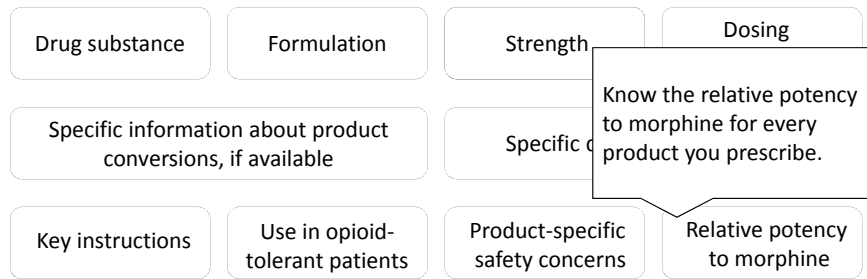 Drug substance
Formulation
Strength
Dosing
Know the relative potency
to morphine for every
product you prescribe.
Specific information about product
conversions, if available
Specific
Key instructions
Use in opioid-
tolerant patients
Product-specific
safety concerns
Relative potency
to morphine